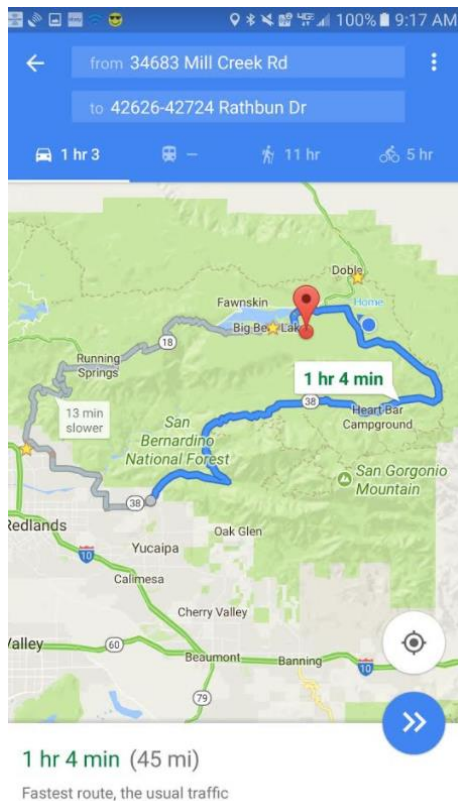 100% 9:17 AM
from 34683 Mill Creek Rd
to 42626-42724 Rathbun Dr
1 hr 3 — 11 hr 5 hr
Doble
Fawnskin
Home
Big Be Lak
18
Running
Springs
1 hr 4 min
38
Heart Bar
Campground
13 min
slower
San
Bernardino
National Forest
San Gorgonio
Mountain
38
Redlands
Oak Glen
10
Yucaipa
Calimesa
Cherry Valley
alley
60
Beaumont
Banning
10
79
1 hr 4 min (45 mi)
Fastest route, the usual traffic